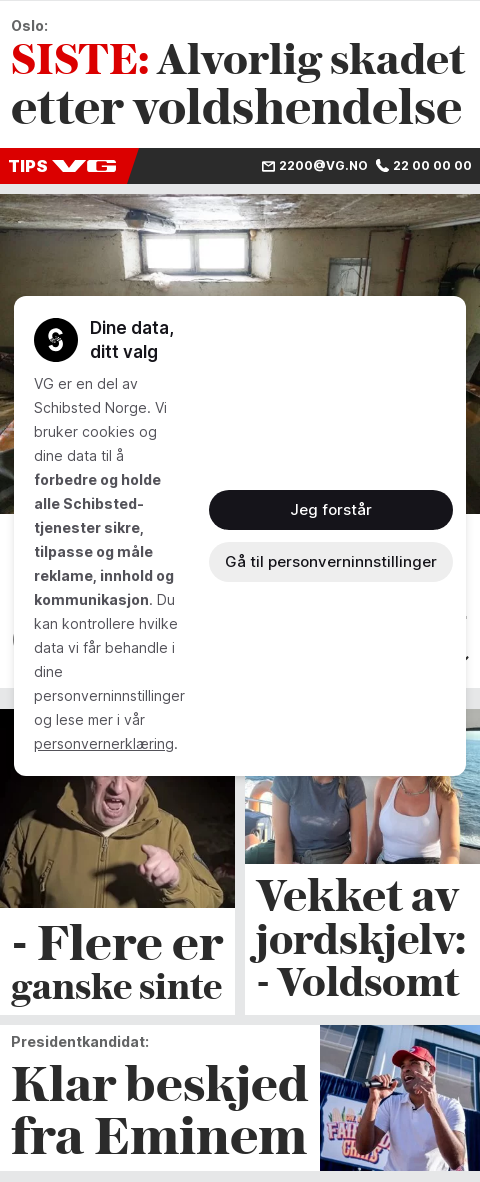 Oslo:
SISTE: Alvorlig skadet
etter voldshendelse
TIPS VG
2200@VG.NO 22 00 00 00
Dine data,
ditt valg
VG er en del av
Schibsted Norge. Vi
bruker cookies og
dine data til å
forbedre og holde
alle Schibsted-
tjenester sikre,
tilpasse og måle
reklame, innhold og
kommunikasjon. Du
kan kontrollere hvilke
data vi får behandle i
dine
personverninnstillinger
og lese mer i vår
personvernerklæring.
Jeg forstår
Gå til personverninnstillinger
- Flere er
ganske sinte
Vekket av
jordskjelv:
- Voldsomt
Presidentkandidat:
Klar beskjed
fra Eminem